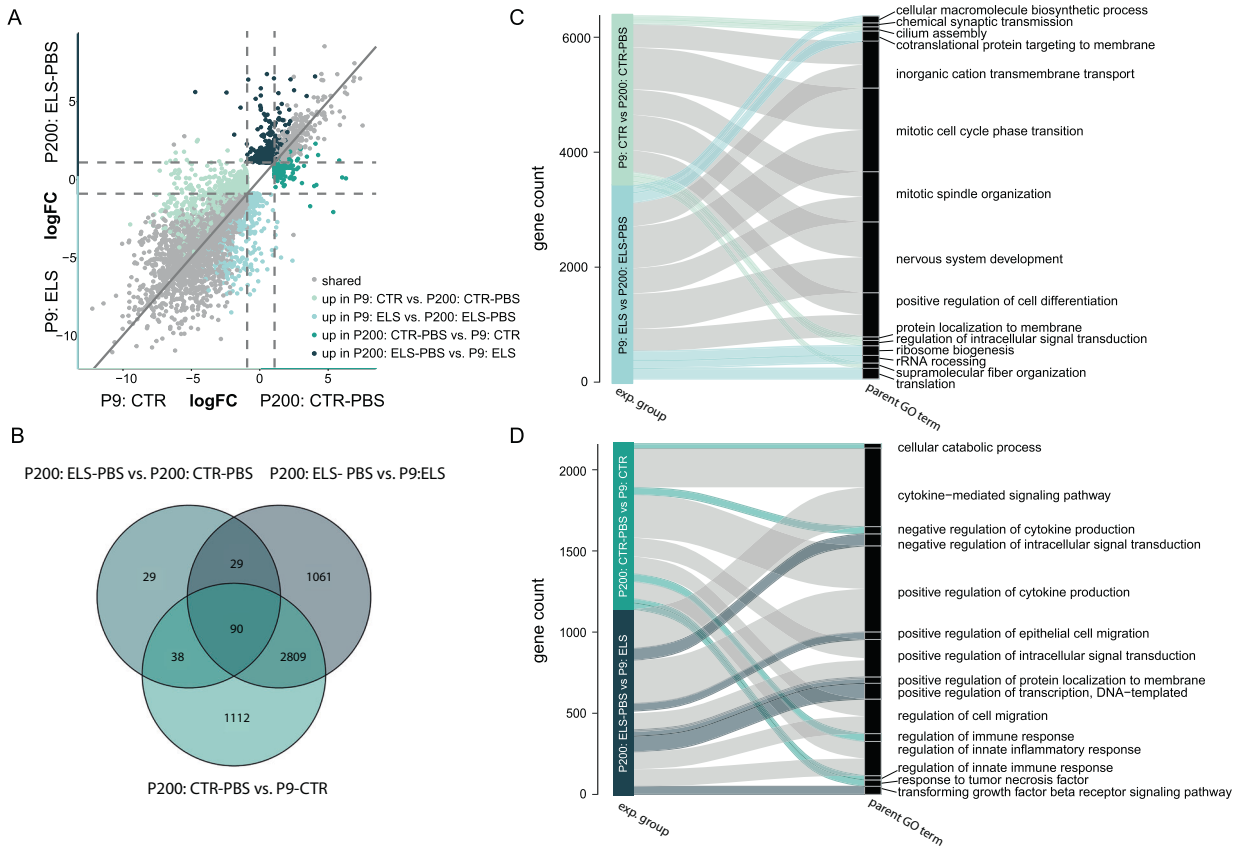 A
P200: ELS-PBS
logFC
P9: ELS
5
0
−5
−10
shared
up in P9: CTR vs. P200: CTR-PBS
up in P9: ELS vs. P200: ELS-PBS
up in P200: CTR-PBS vs. P9: CTR
up in P200: ELS-PBS vs. P9: ELS
−10
−5
0
5
P9: CTR logFC P200: CTR-PBS
B
P200: ELS-PBS vs. P200: CTR-PBS
P200: ELS- PBS vs. P9:ELS
29
29
1061
90
38
2809
1112
P200: CTR-PBS vs. P9-CTR
C
gene count
6000
4000
2000
0
P9: CTR vs P200: CTR-PBS
P9: ELS vs P200: ELS-PBS
exp. group
parent GO term
cellular macromolecule biosynthetic process
chemical synaptic transmission
cilium assembly
cotranslational protein targeting to membrane
inorganic cation transmembrane transport
mitotic cell cycle phase transition
mitotic spindle organization
nervous system development
positive regulation of cell differentiation
protein localization to membrane
regulation of intracellular signal transduction
ribosome biogenesis
rRNA rocessing
supramolecular fiber organization
translation
D
gene count
2000
1500
1000
500
0
P200: CTR-PBS vs P9: CTR
P200: ELS-PBS vs P9: ELS
exp. group
parent GO term
cellular catabolic process
cytokine−mediated signaling pathway
negative regulation of cytokine production
negative regulation of intracellular signal transduction
positive regulation of cytokine production
positive regulation of epithelial cell migration
positive regulation of intracellular signal transduction
positive regulation of protein localization to membrane
positive regulation of transcription, DNA−templated
regulation of cell migration
regulation of immune response
regulation of innate inflammatory response
regulation of innate immune response
response to tumor necrosis factor
transforming growth factor beta receptor signaling pathway